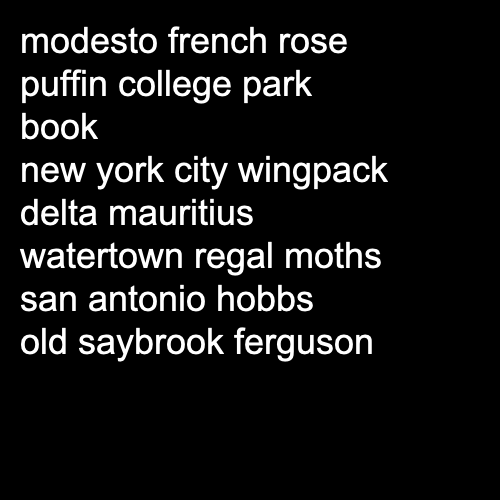 modesto french rose
puffin college park
book
new york city wingpack
delta mauritius
watertown regal moths
san antonio hobbs
old saybrook ferguson